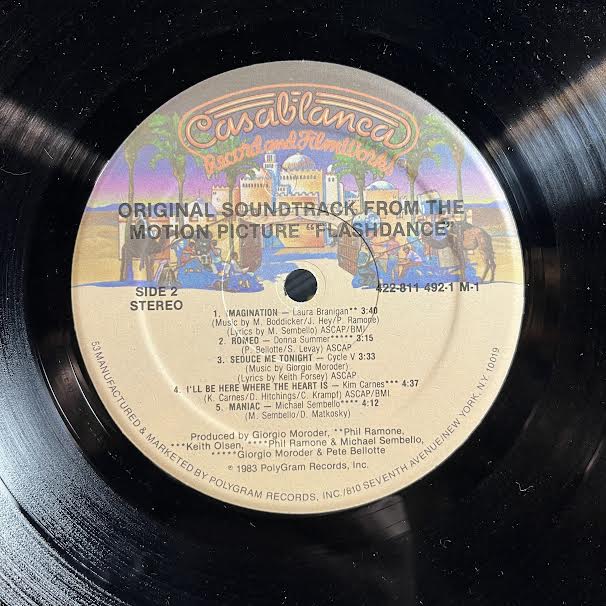 Casablanca
Record and FilmWorks
ORIGINAL SOUNDTRACK FROM THE
MOTION PICTURE "FLASHDANCE"
SIDE 2
STEREO
422-811 492-1 M-1
1. IMAGINATION — Laura Branigan** 3:40
(Music by M. Boddicker/J. Hey/P. Ramone)
(Lyrics by M. Sembello) ASCAP/BMI
2. ROMEO — Donna Summer***** 3:15
(P. Bellotte/S. Levay) ASCAP
3. SEDUCE ME TONIGHT — Cycle V 3:33
(Music by Giorgio Moroder)
(Lyrics by Keith Forsey) ASCAP
4. I'LL BE HERE WHERE THE HEART IS — Kim Carnes*** 4:37
(K. Carnes/D. Hitchings/C. Krampf) ASCAP/BMI
5. MANIAC — Michael Sembello**** 4:12
(M. Sembello/D. Matkosky)
Produced by Giorgio Moroder, **Phil Ramone,
***Keith Olsen, ****Phil Ramone & Michael Sembello,
*****Giorgio Moroder & Pete Bellotte
℗ 1983 PolyGram Records, Inc.
53 MANUFACTURED & MARKETED BY POLYGRAM RECORDS, INC./810 SEVENTH AVENUE/NEW YORK, N.Y. 10019